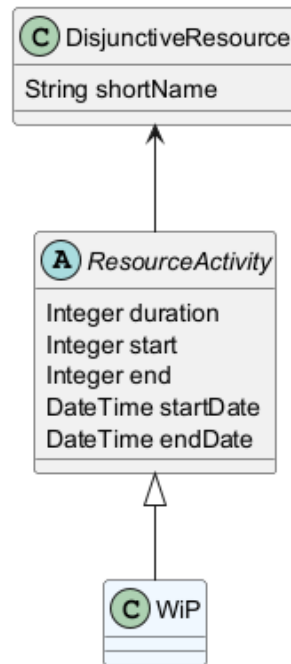 C DisjunctiveResource
String shortName
A ResourceActivity
Integer duration
Integer start
Integer end
DateTime startDate
DateTime endDate
C WiP